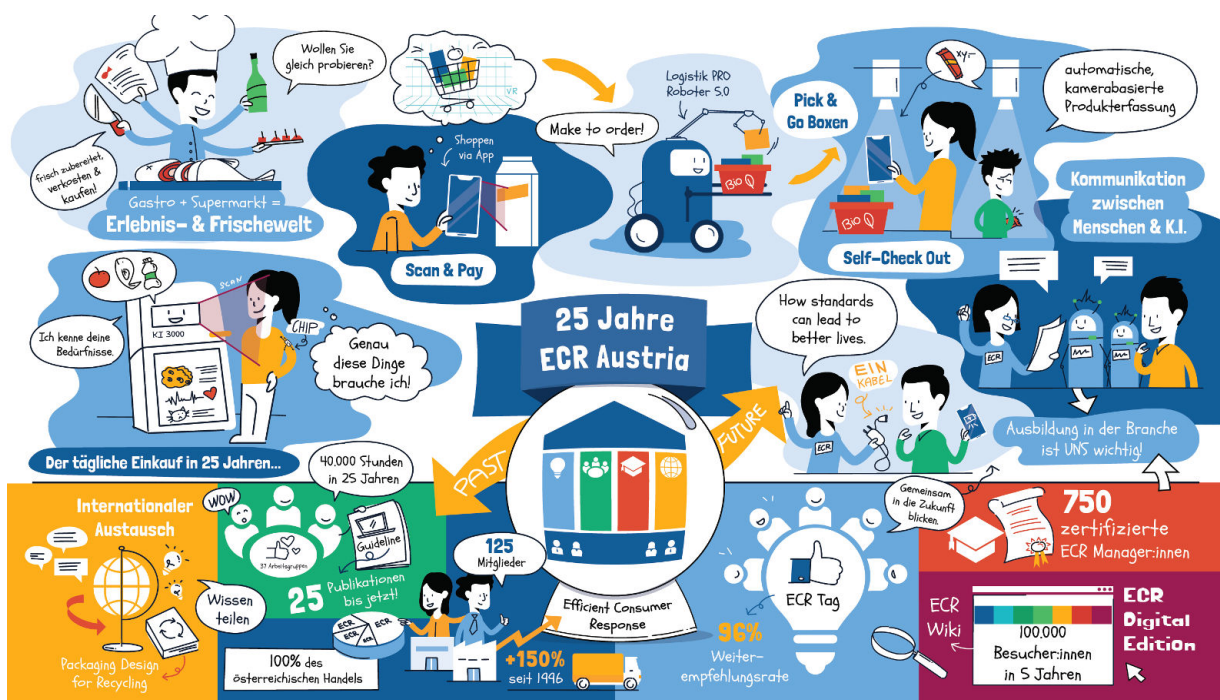 Wollen Sie
gleich probieren?
frisch zubereitet,
verkosten &
kaufen!
Gastro + Supermarkt =
Erlebnis- & Frischewelt
VR
Shoppen
via App
Scan & Pay
Make to order!
Logistik PRO
Roboter 5.0
BiO
Pick &
Go Boxen
xy,-
automatische,
kamerabasierte
Produkterfassung
BiO
Self-Check Out
Kommunikation
zwischen
Menschen & K.I.
ECR
SCAN
KI 3000
Ich kenne deine
Bedürfnisse.
CHIP
Genau
diese Dinge
brauche ich!
Der tägliche Einkauf in 25 Jahren...
25 Jahre
ECR Austria
PAST
FUTURE
How standards
can lead to
better lives.
EIN
KABEL
ECR
Ausbildung in der Branche
ist UNS wichtig!
Internationaler
Austausch
Wissen
teilen
Packaging Design
for Recycling
WOW
40.000 Stunden
in 25 Jahren
37 Arbeitsgruppen
Guideline
25 Publikationen
bis jetzt!
125
Mitglieder
ECR
ECR
ECR
ECR
100% des
österreichischen Handels
+150%
seit 1996
Efficient Consumer
Response
ECR Tag
96%
Weiter-
empfehlungsrate
Gemeinsam
in die Zukunft
blicken.
750
zertifizierte
ECR Manager:innen
ECR
Wiki
100.000
Besucher:innen
in 5 Jahren
ECR
Digital
Edition